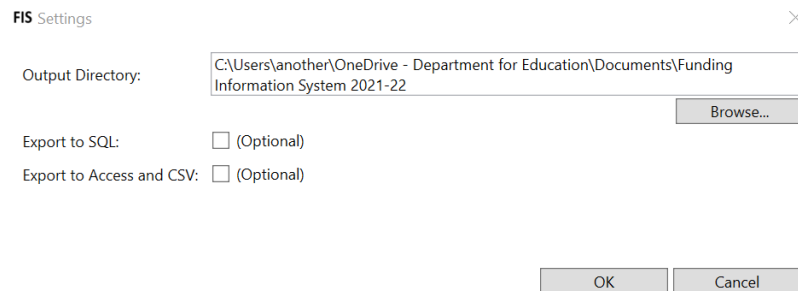 FIS Settings
Output Directory:
C:\Users\another\OneDrive - Department for Education\Documents\Funding
Information System 2021-22
Browse...
Export to SQL: (Optional)
Export to Access and CSV: (Optional)
OK Cancel